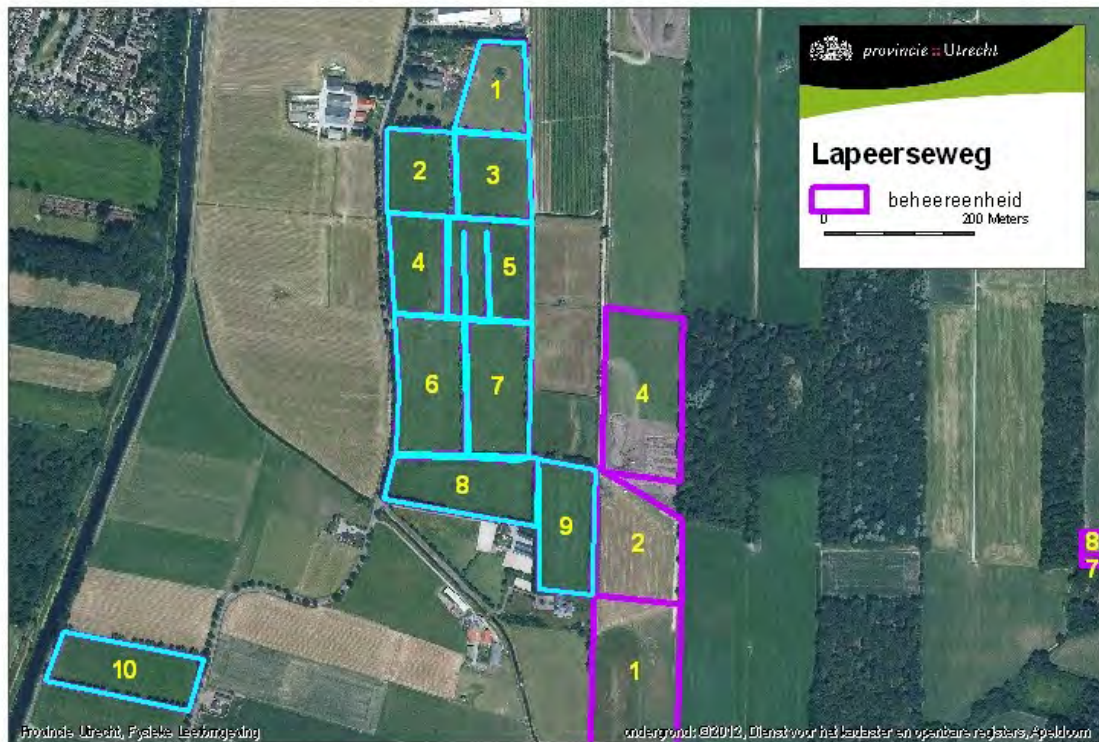 provincie :: Utrecht
Lapeerseweg
beheereenheid
0 200 Meters
1
2 3
4 5
6 7
4
8
9
2
8
7
10
1
Provincie Utrecht, Fysieke Leefomgeving
ondergrond: ©2012, Dienst voor het kadaster en openbare registers, Apeldoorn